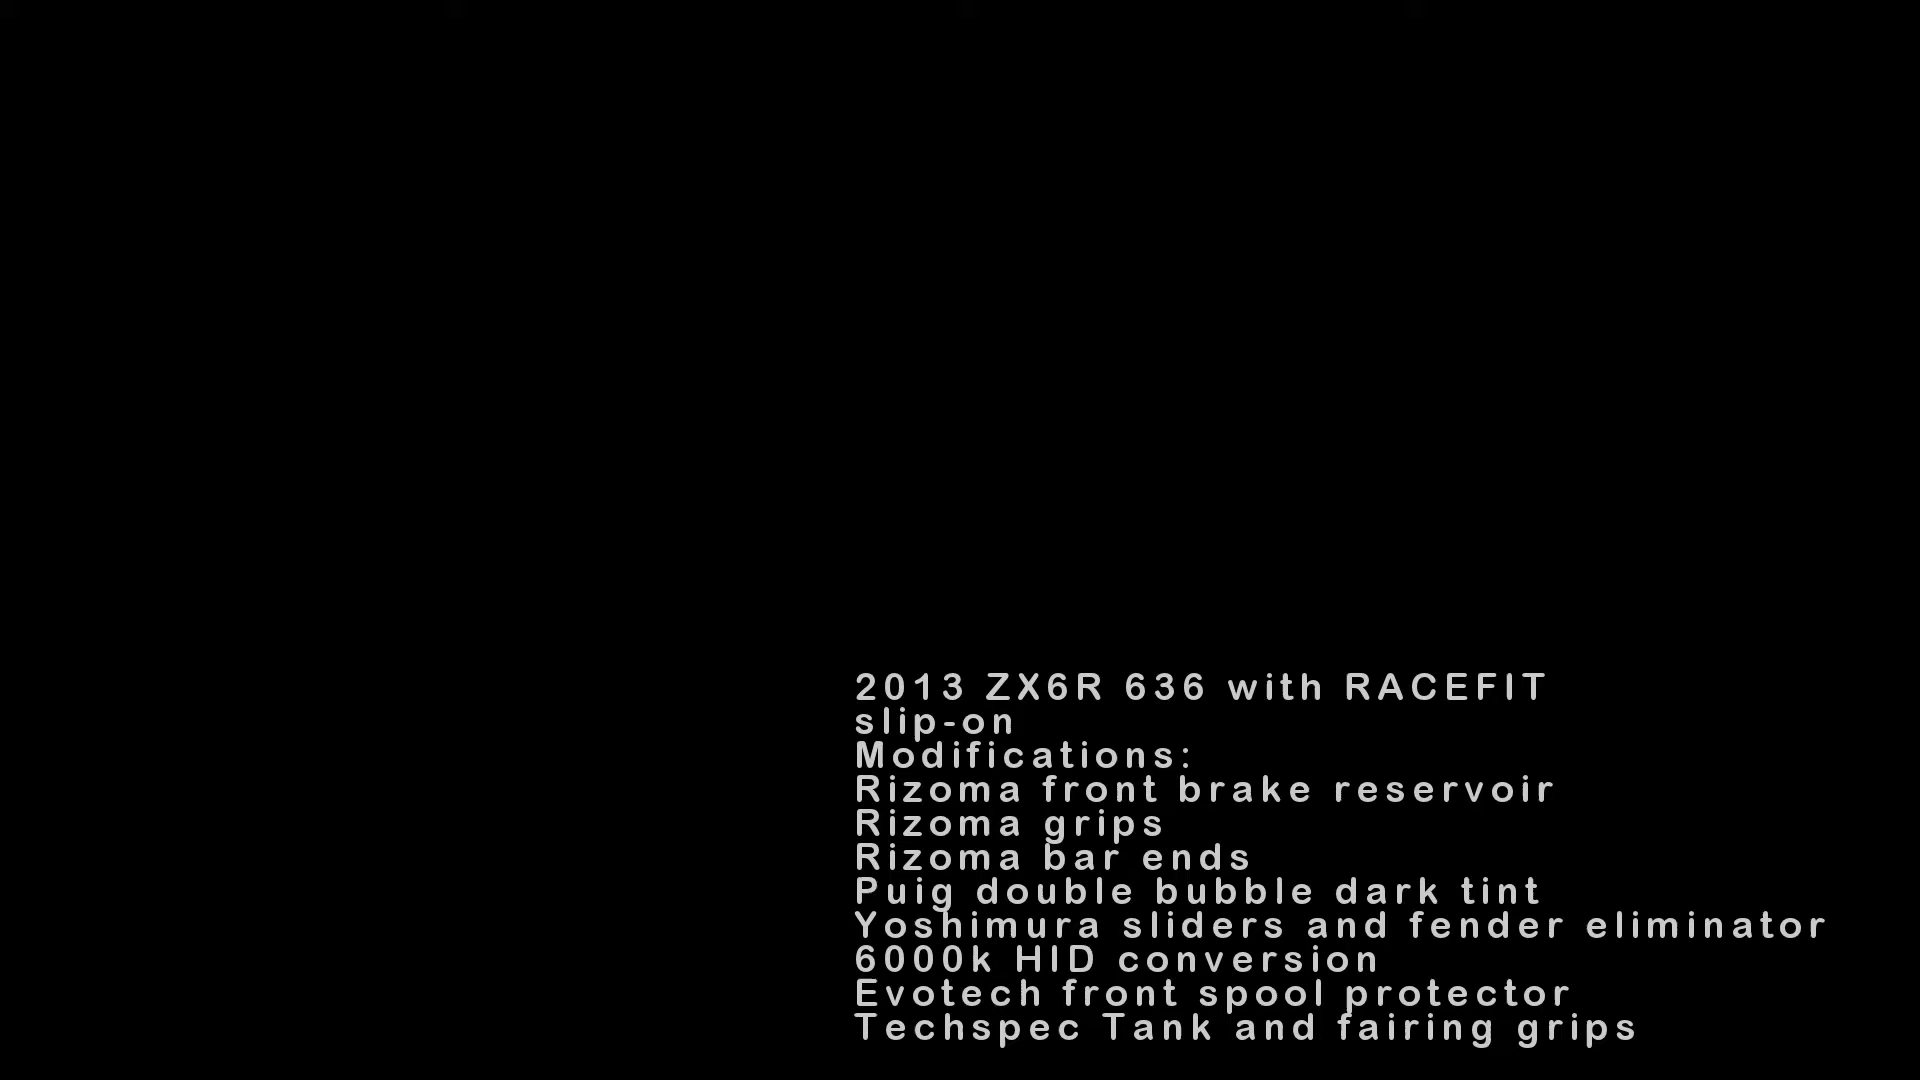 2013 ZX6R 636 with RACEFIT
slip-on
Modifications:
Rizoma front brake reservoir
Rizoma grips
Rizoma bar ends
Puig double bubble dark tint
Yoshimura sliders and fender eliminator
6000k HID conversion
Evotech front spool protector
Techspec Tank and fairing grips